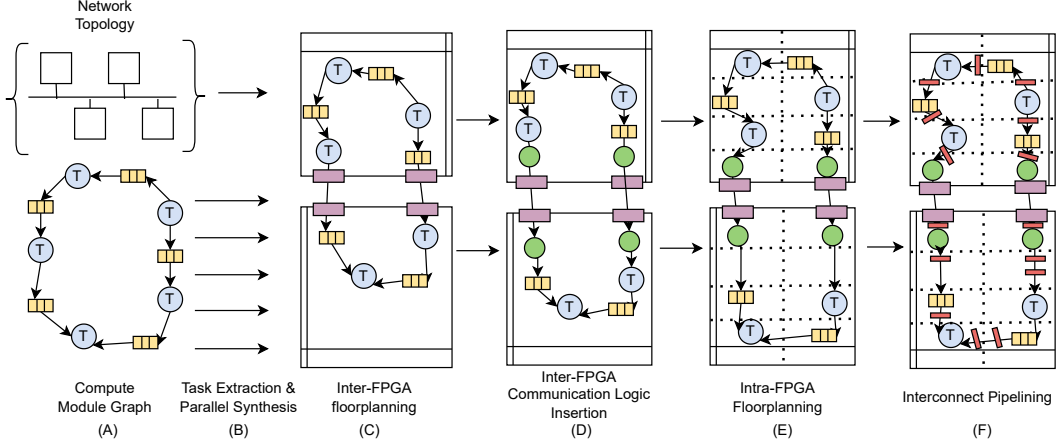 Network
Topology
T
T
T
T
T
Compute
Module Graph
(A)
Task Extraction &
Parallel Synthesis
(B)
T
T
T
T
T
Inter-FPGA
floorplanning
(C)
T
T
T
T
T
Inter-FPGA
Communication Logic
Insertion
(D)
T
T
T
T
T
Intra-FPGA
Floorplanning
(E)
T
T
T
T
T
Interconnect Pipelining
(F)